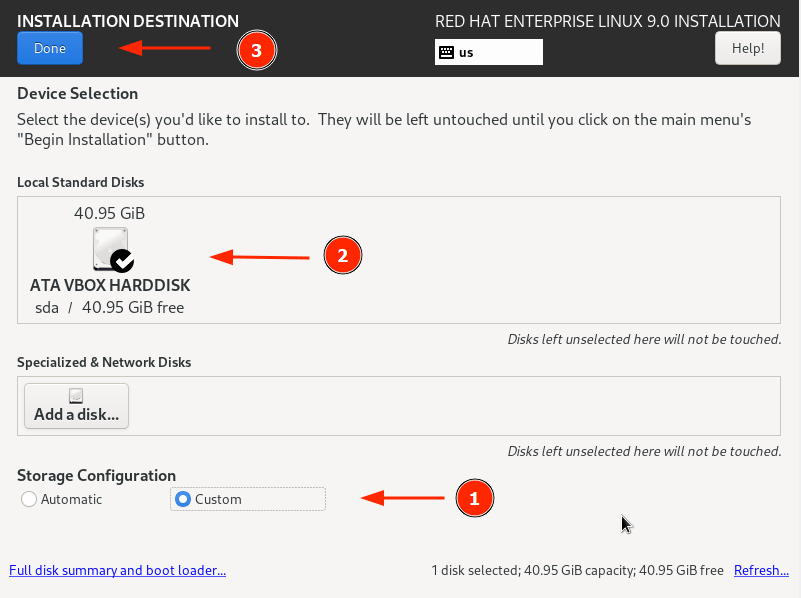 INSTALLATION DESTINATION
RED HAT ENTERPRISE LINUX 9.0 INSTALLATION
Done
3
us
Help!
Device Selection
Select the device(s) you'd like to install to.  They will be left untouched until you click on the main menu's
"Begin Installation" button.
Local Standard Disks
40.95 GiB
2
ATA VBOX HARDDISK
sda / 40.95 GiB free
Disks left unselected here will not be touched.
Specialized & Network Disks
Add a disk...
Disks left unselected here will not be touched.
Storage Configuration
Automatic
Custom
1
Full disk summary and boot loader...
1 disk selected; 40.95 GiB capacity; 40.95 GiB free
Refresh...